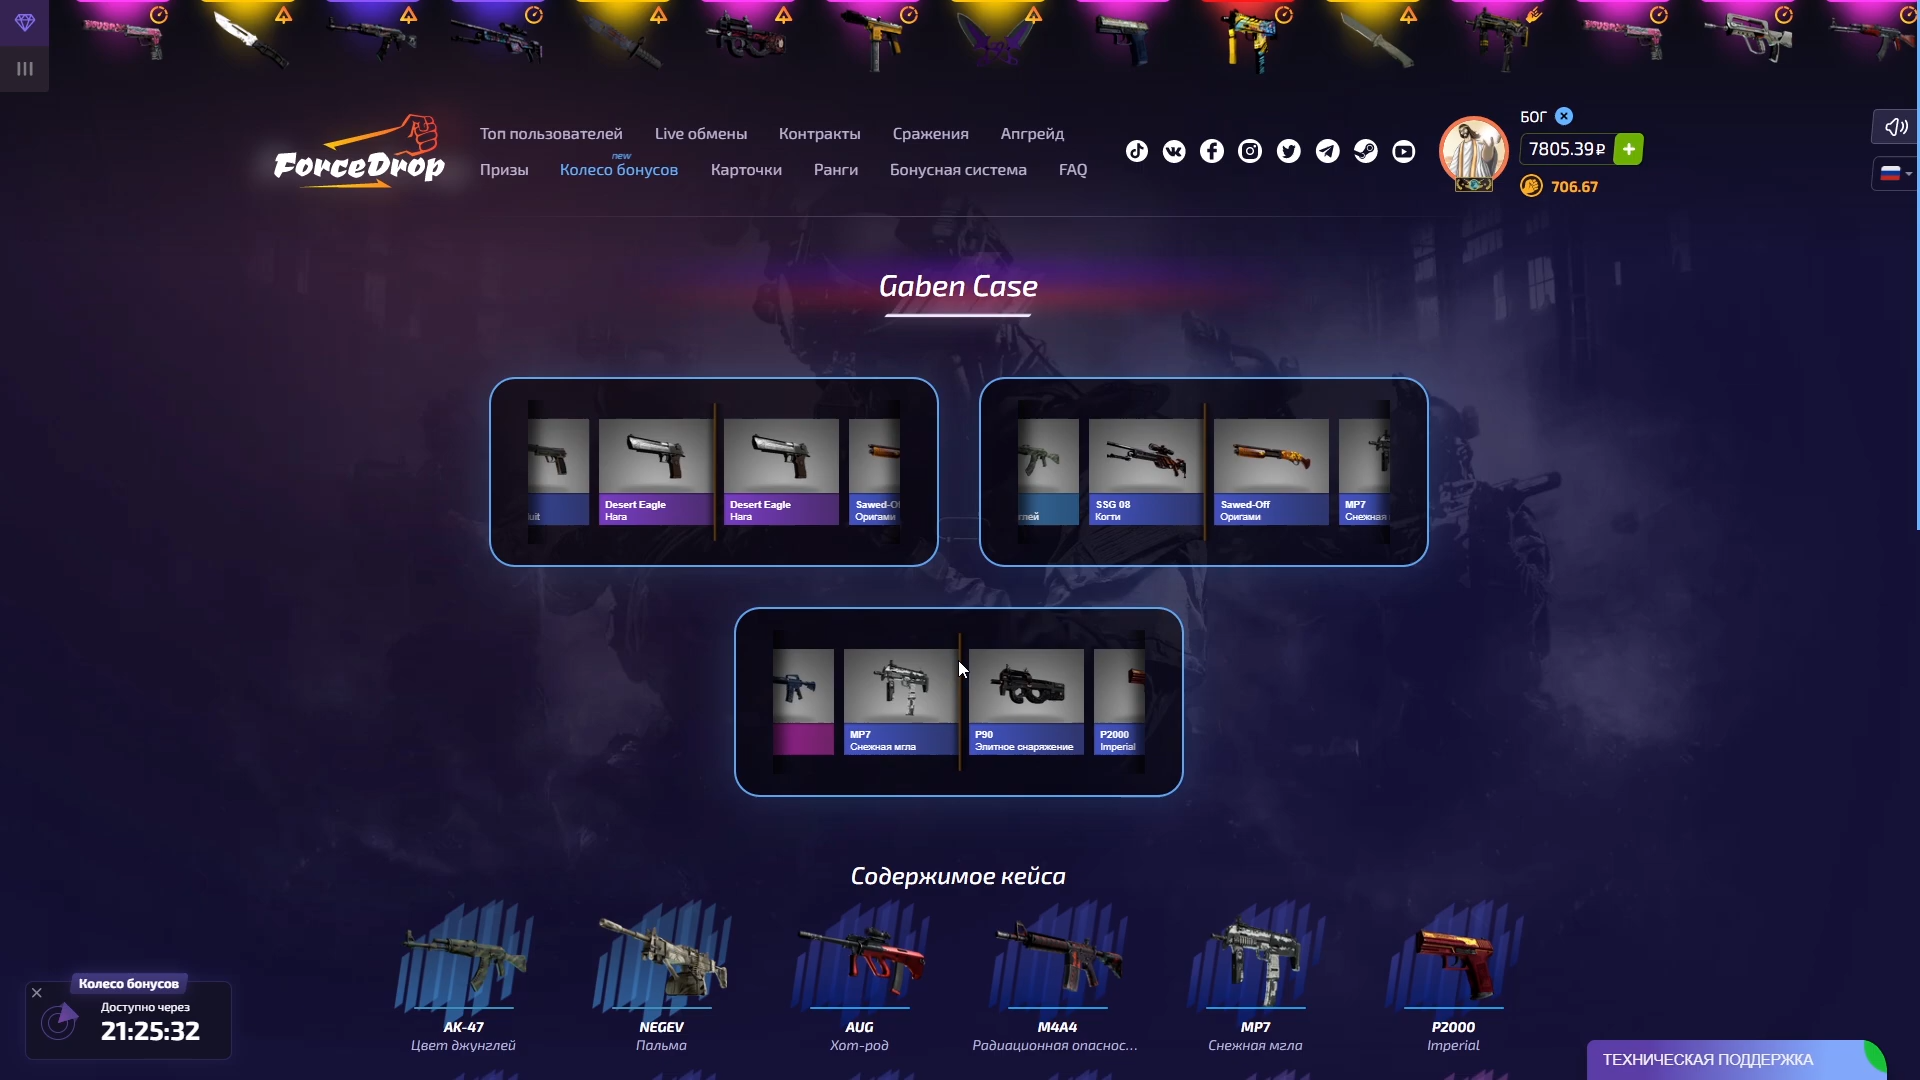 БОГ
Топ пользователей Live обмены Контракты Сражения Апгрейд
7805.39₽ +
new
ForceDrop
Призы Колесо бонусов Карточки Ранги Бонусная система FAQ
706.67
Gaben Case
Desert Eagle
Нага
Desert Eagle
Нага
Оригами
SSG 08
Когти
Sawed-Off
Оригами
MP7
MP7
Снежная мгла
P90
Элитное снаряжение
P2000
Imperial
Содержимое кейса
AK-47
Цвет джунглей
NEGEV
Пальма
AUG
Хот-род
M4A4
Радиационная опаснос...
MP7
Снежная мгла
P2000
Imperial
Колесо бонусов
Доступно через
21:25:32
ТЕХНИЧЕСКАЯ ПОДДЕРЖКА